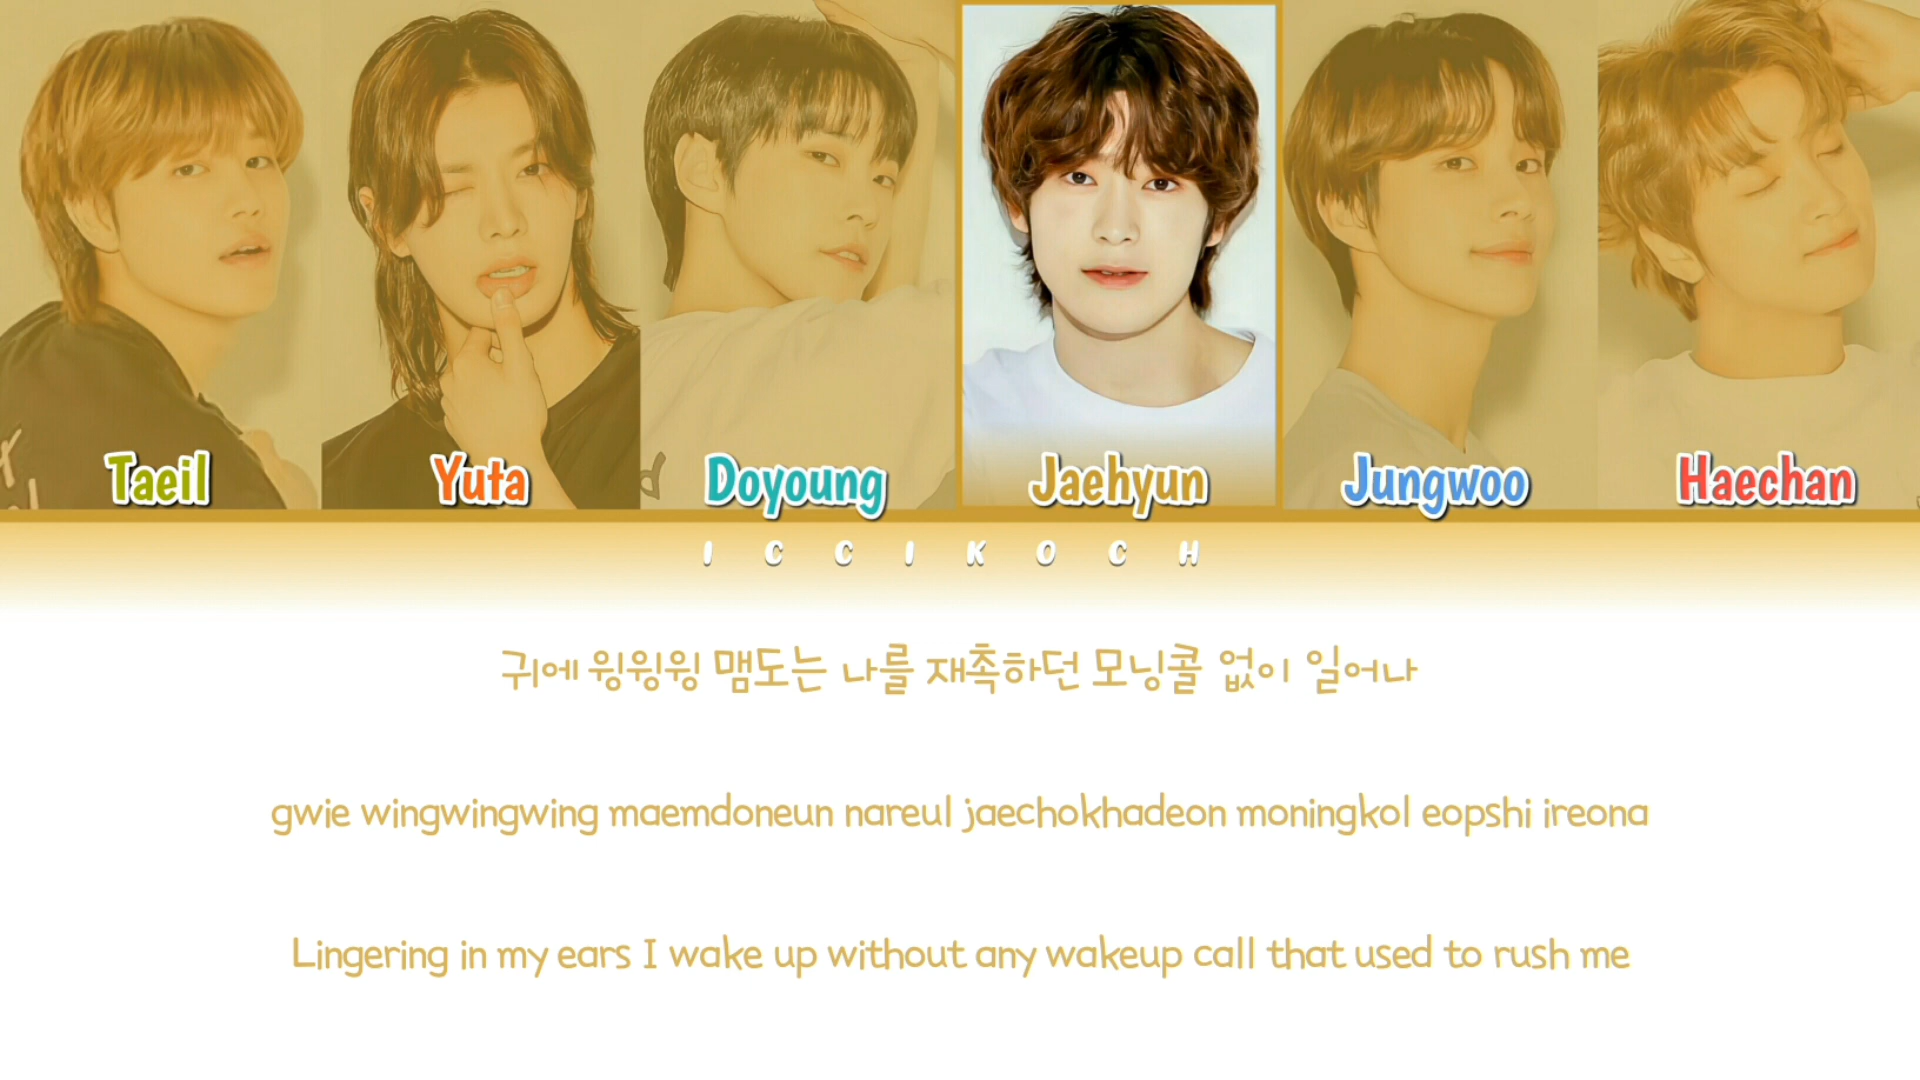 Taeil Yuta Doyoung Jaehyun Jungwoo Haechan
I C C I K O C H
귀에 윙윙윙 맴도는 나를 재촉하던 모닝콜 없이 일어나
gwie wingwingwing maemdoneun nareul jaechokhadeon moningkol eopshi ireona
Lingering in my ears I wake up without any wakeup call that used to rush me